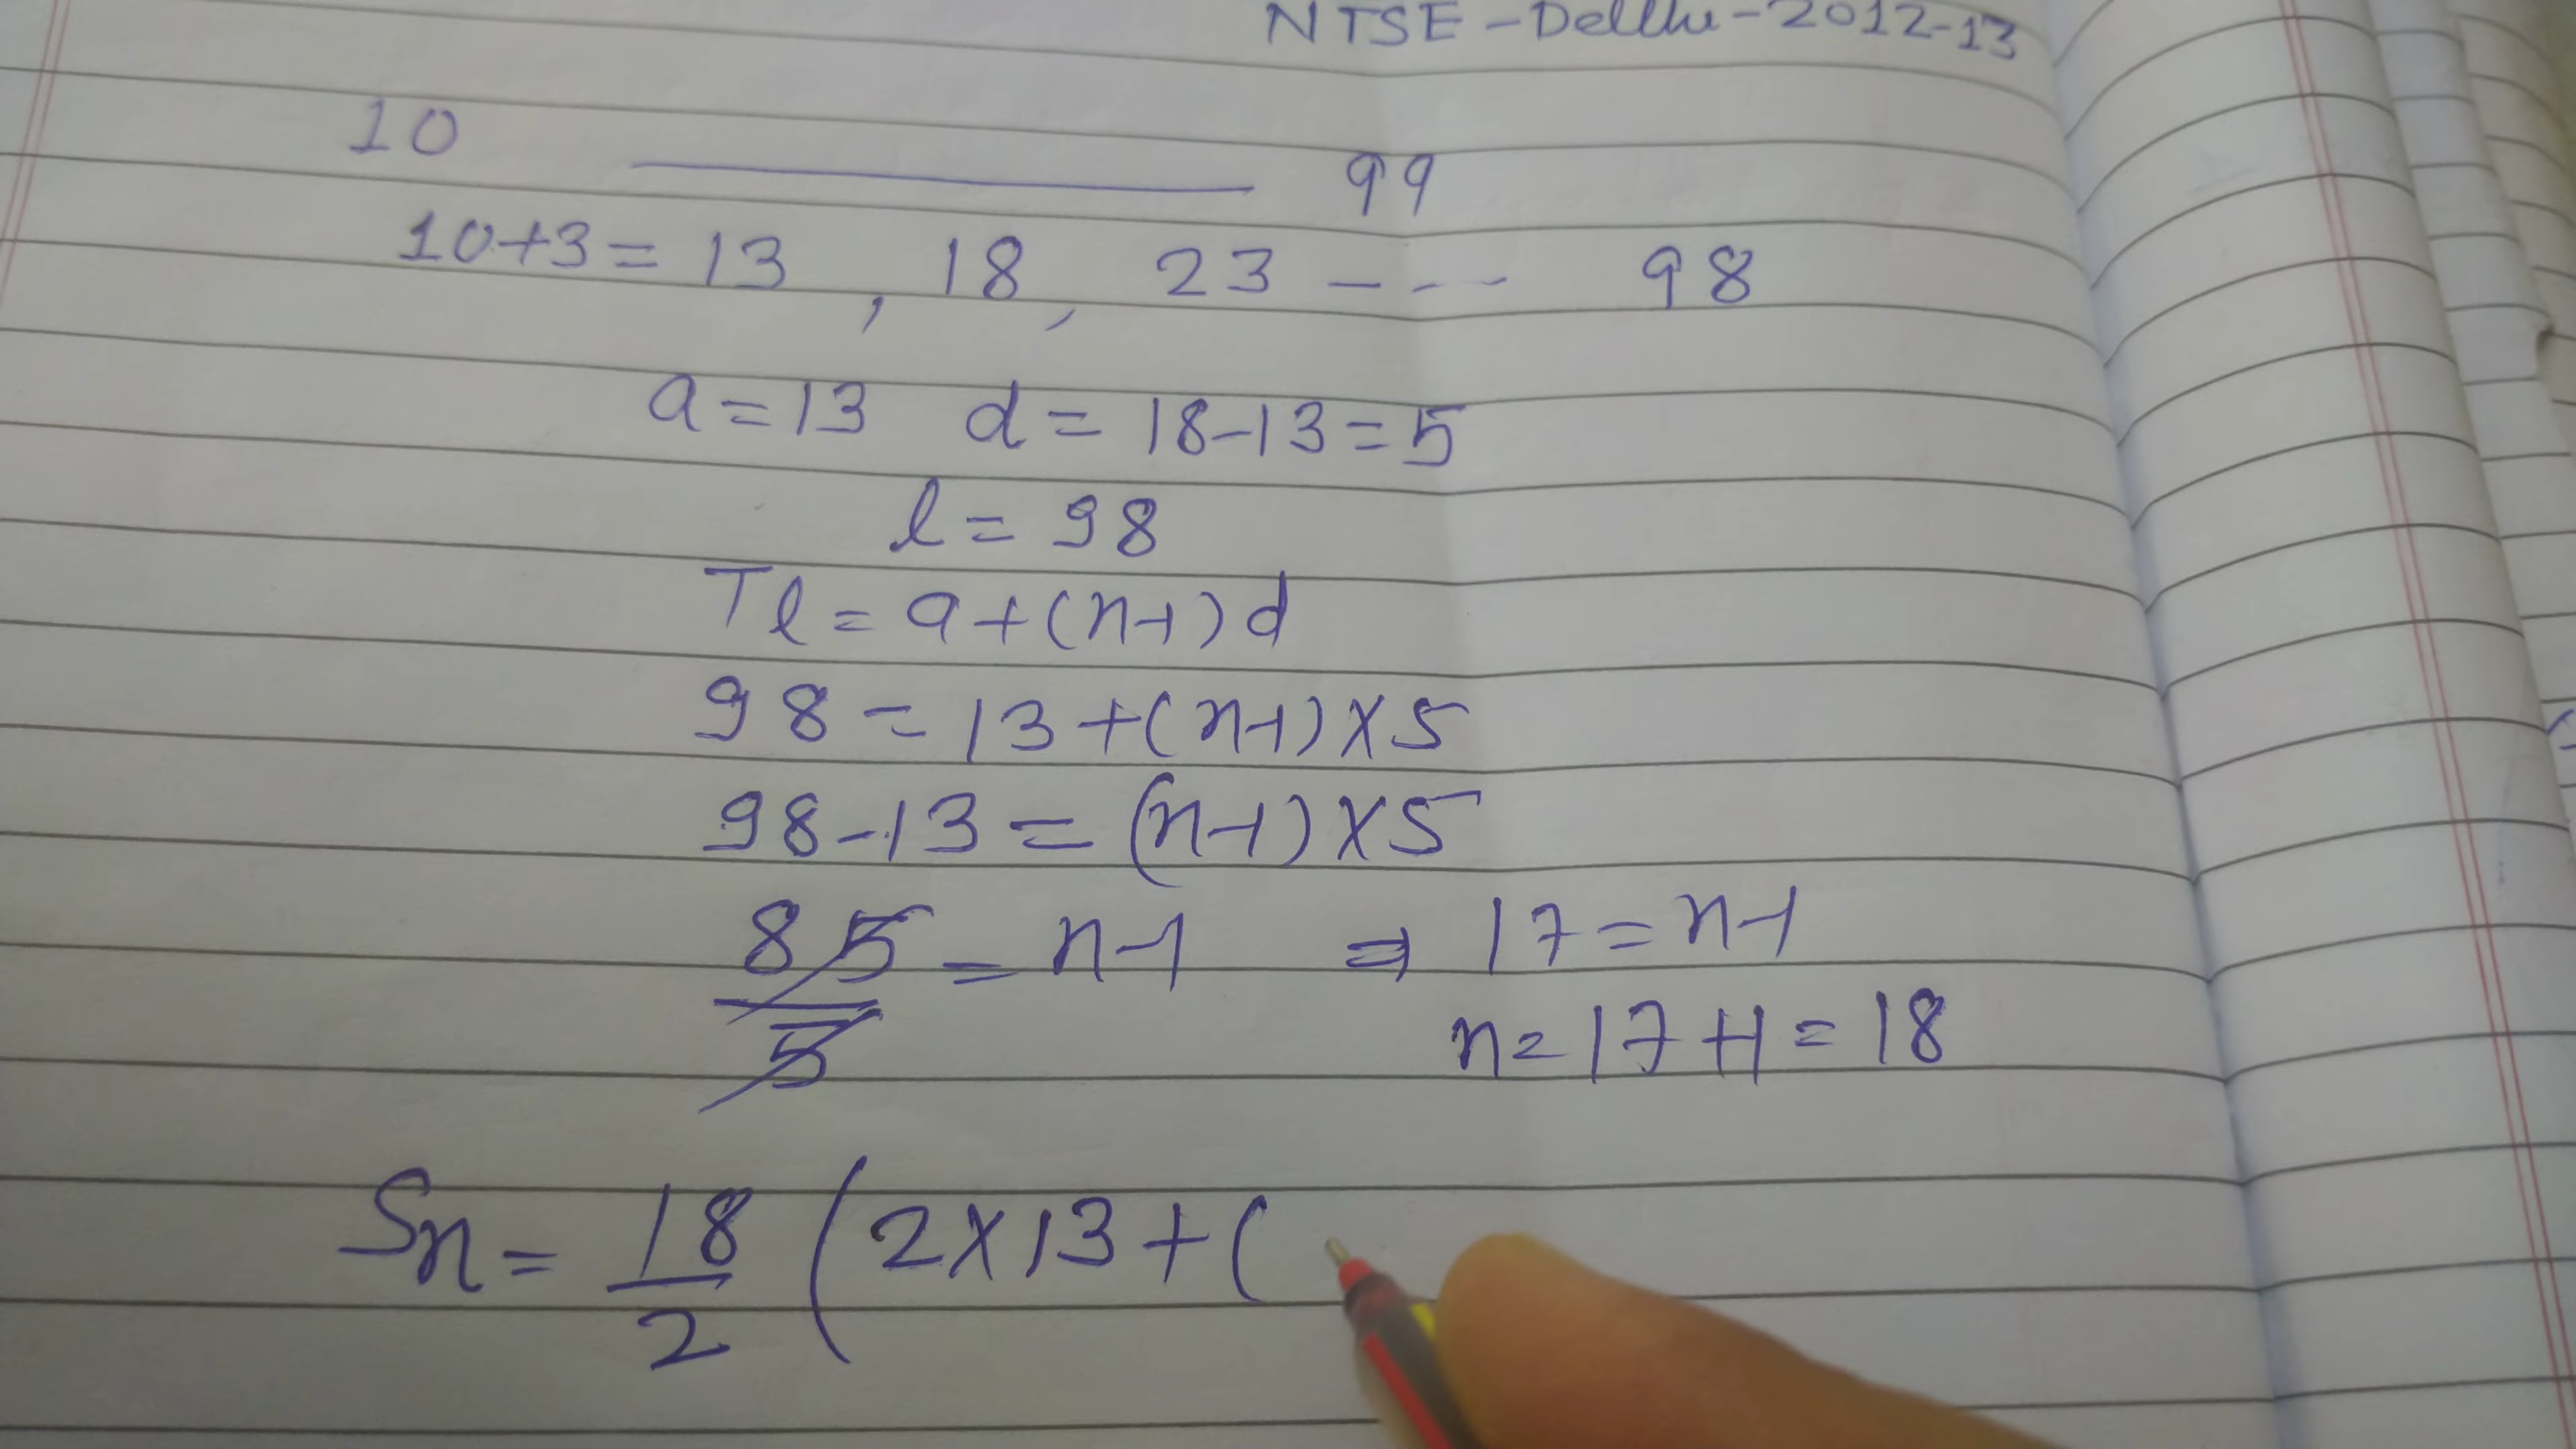 NTSE-Delhi-2012-13
10 ——— 99
10+3= 13, 18, 23 --- 98
a=13 d= 18-13=5
l= 98
Tl= a+(n-1)d
98 = 13+(n-1)×5
98-13= (n-1)×5
85/5 = n-1 ⇒ 17=n-1
n=17+1=18
Sn= 18/2 (2×13+(